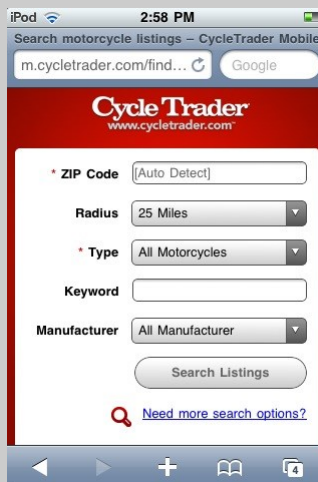 iPod 2:58 PM
Search motorcycle listings – CycleTrader Mobile
m.cycletrader.com/find... Google
Cycle Trader
www.cycletrader.com
* ZIP Code [Auto Detect]
Radius 25 Miles
* Type All Motorcycles
Keyword
Manufacturer All Manufacturer
Search Listings
Need more search options?
4